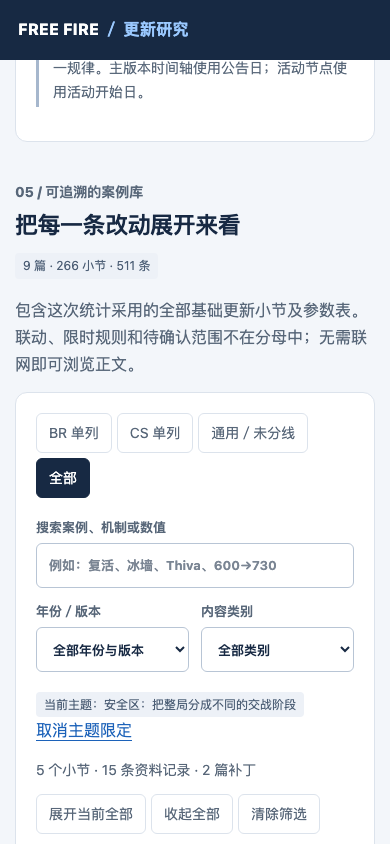 FREE FIRE / 更新研究
一规律。主版本时间轴使用公告日；活动节点使
用活动开始日。
05 / 可追溯的案例库
把每一条改动展开来看
9 篇 · 266 小节 · 511 条
包含这次统计采用的全部基础更新小节及参数表。
联动、限时规则和待确认范围不在分母中；无需联
网即可浏览正文。
BR 单列 CS 单列 通用 / 未分线
全部
搜索案例、机制或数值
例如：复活、冰墙、Thiva、600→730
年份 / 版本 内容类别
全部年份与版本 全部类别
当前主题：安全区：把整局分成不同的交战阶段
取消主题限定
5 个小节 · 15 条资料记录 · 2 篇补丁
展开当前全部 收起全部 清除筛选